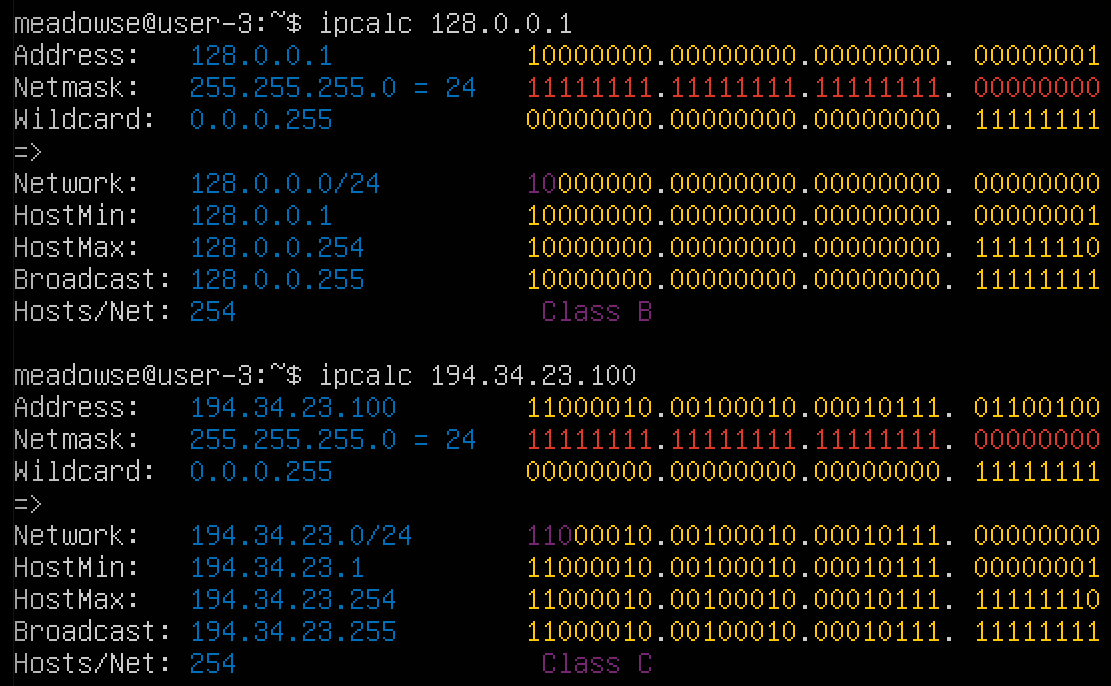 meadowse@user-3:~$ ipcalc 128.0.0.1
Address: 128.0.0.1 10000000.00000000.00000000. 00000001
Netmask: 255.255.255.0 = 24 11111111.11111111.11111111. 00000000
Wildcard: 0.0.0.255 00000000.00000000.00000000. 11111111
=>
Network: 128.0.0.0/24 10000000.00000000.00000000. 00000000
HostMin: 128.0.0.1 10000000.00000000.00000000. 00000001
HostMax: 128.0.0.254 10000000.00000000.00000000. 11111110
Broadcast: 128.0.0.255 10000000.00000000.00000000. 11111111
Hosts/Net: 254 Class B
meadowse@user-3:~$ ipcalc 194.34.23.100
Address: 194.34.23.100 11000010.00100010.00010111. 01100100
Netmask: 255.255.255.0 = 24 11111111.11111111.11111111. 00000000
Wildcard: 0.0.0.255 00000000.00000000.00000000. 11111111
=>
Network: 194.34.23.0/24 11000010.00100010.00010111. 00000000
HostMin: 194.34.23.1 11000010.00100010.00010111. 00000001
HostMax: 194.34.23.254 11000010.00100010.00010111. 11111110
Broadcast: 194.34.23.255 11000010.00100010.00010111. 11111111
Hosts/Net: 254 Class C